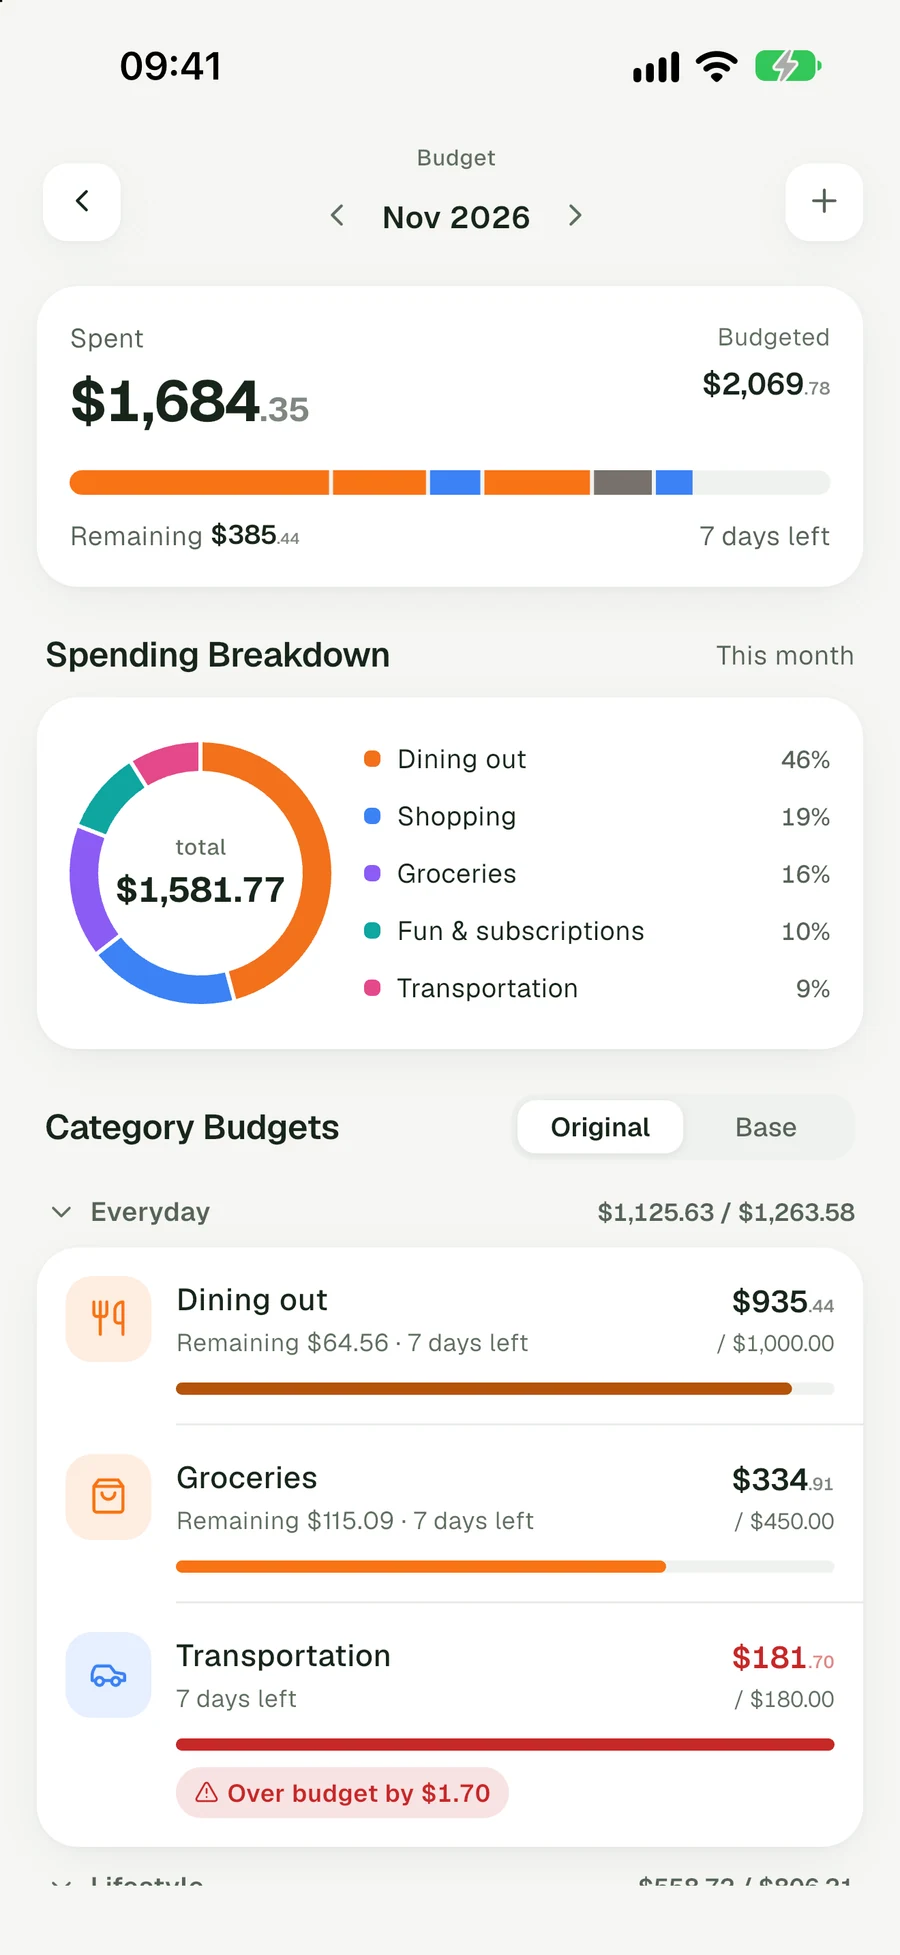 09:41
Budget
Nov 2026
Spent
Budgeted
$1,684.35
$2,069.78
Remaining $385.44
7 days left
Spending Breakdown
This month
total
$1,581.77
Dining out 46%
Shopping 19%
Groceries 16%
Fun & subscriptions 10%
Transportation 9%
Category Budgets
Original
Base
Everyday
$1,125.63 / $1,263.58
Dining out
$935.44
Remaining $64.56 · 7 days left
/ $1,000.00
Groceries
$334.91
Remaining $115.09 · 7 days left
/ $450.00
Transportation
$181.70
7 days left
/ $180.00
Over budget by $1.70
Lifestyle